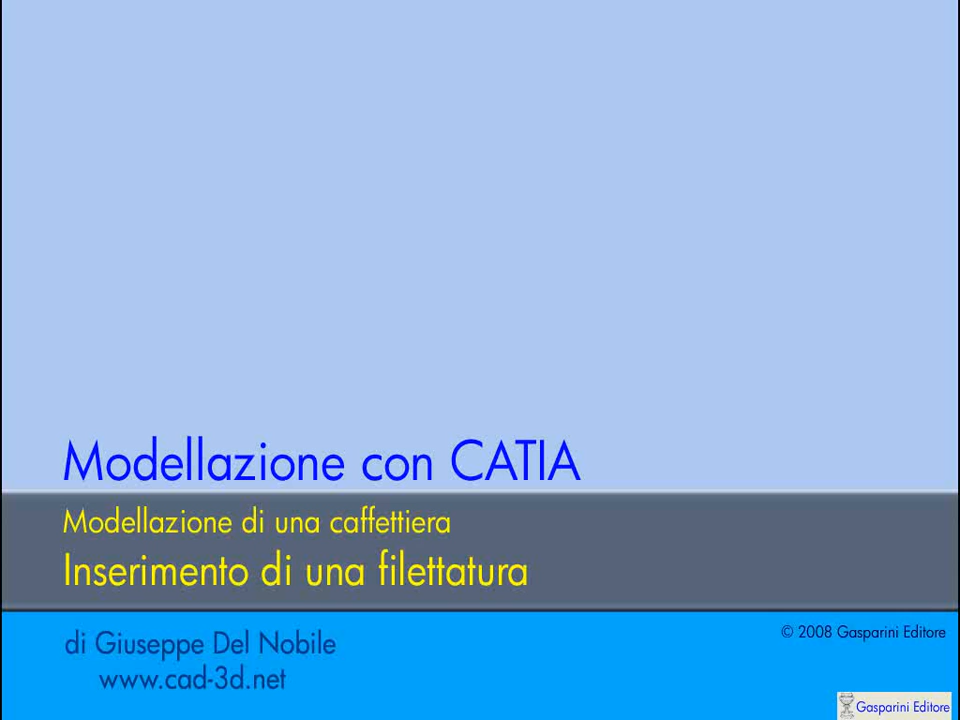 Modellazione con CATIA
Modellazione di una caffettiera
Inserimento di una filettatura
di Giuseppe Del Nobile
www.cad-3d.net
© 2008 Gasparini Editore
Gasparini Editore